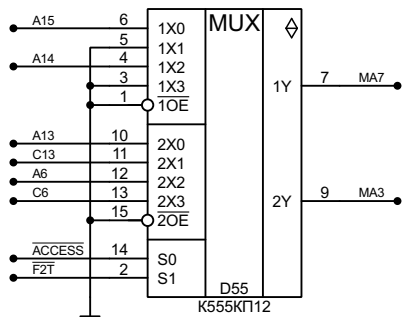 A15 6 1X0 MUX
5 1X1
A14 4 1X2 1Y 7 MA7
3 1X3
1 1OE
A13 10 2X0
C13 11 2X1
A6 12 2X2
C6 13 2X3 2Y 9 MA3
15 2OE
ACCESS 14 S0
F2T 2 S1
D55
К555КП12